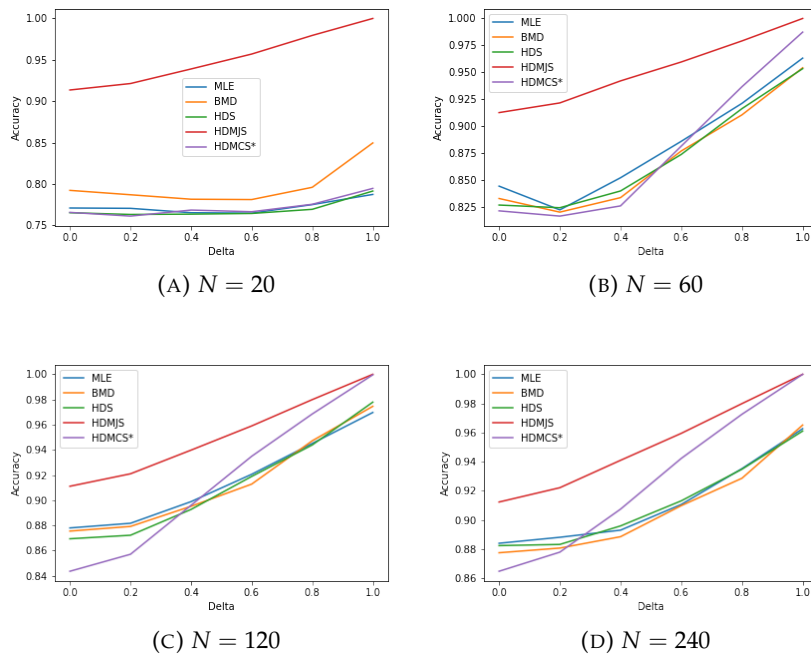 1.00
0.95
0.90
0.85
0.80
0.75
Accuracy
MLE
BMD
HDS
HDMJS
HDMCS*
0.0 0.2 0.4 0.6 0.8 1.0
Delta
(A) N = 20
1.000
0.975
0.950
0.925
0.900
0.875
0.850
0.825
Accuracy
MLE
BMD
HDS
HDMJS
HDMCS*
0.0 0.2 0.4 0.6 0.8 1.0
Delta
(B) N = 60
1.00
0.98
0.96
0.94
0.92
0.90
0.88
0.86
0.84
Accuracy
MLE
BMD
HDS
HDMJS
HDMCS*
0.0 0.2 0.4 0.6 0.8 1.0
Delta
(C) N = 120
1.00
0.98
0.96
0.94
0.92
0.90
0.88
0.86
Accuracy
MLE
BMD
HDS
HDMJS
HDMCS*
0.0 0.2 0.4 0.6 0.8 1.0
Delta
(D) N = 240